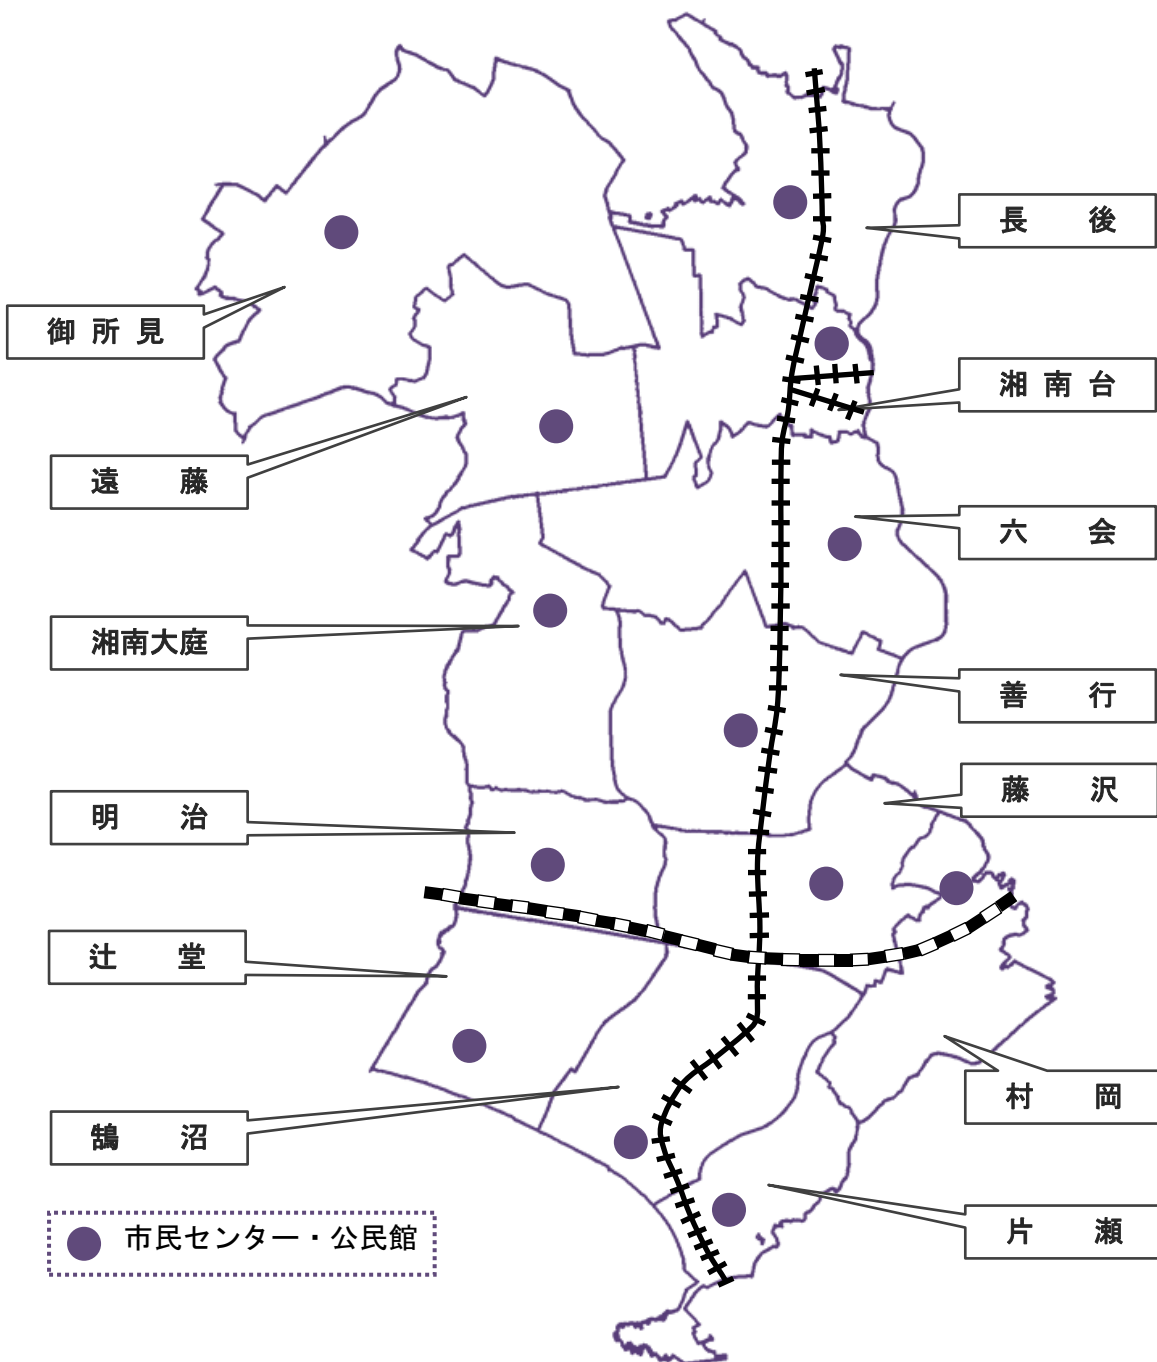 長 後
御 所 見
湘 南 台
遠 藤
六 会
湘南大庭
善 行
藤 沢
明 治
辻 堂
村 岡
鵠 沼
片 瀬
市民センター・公民館